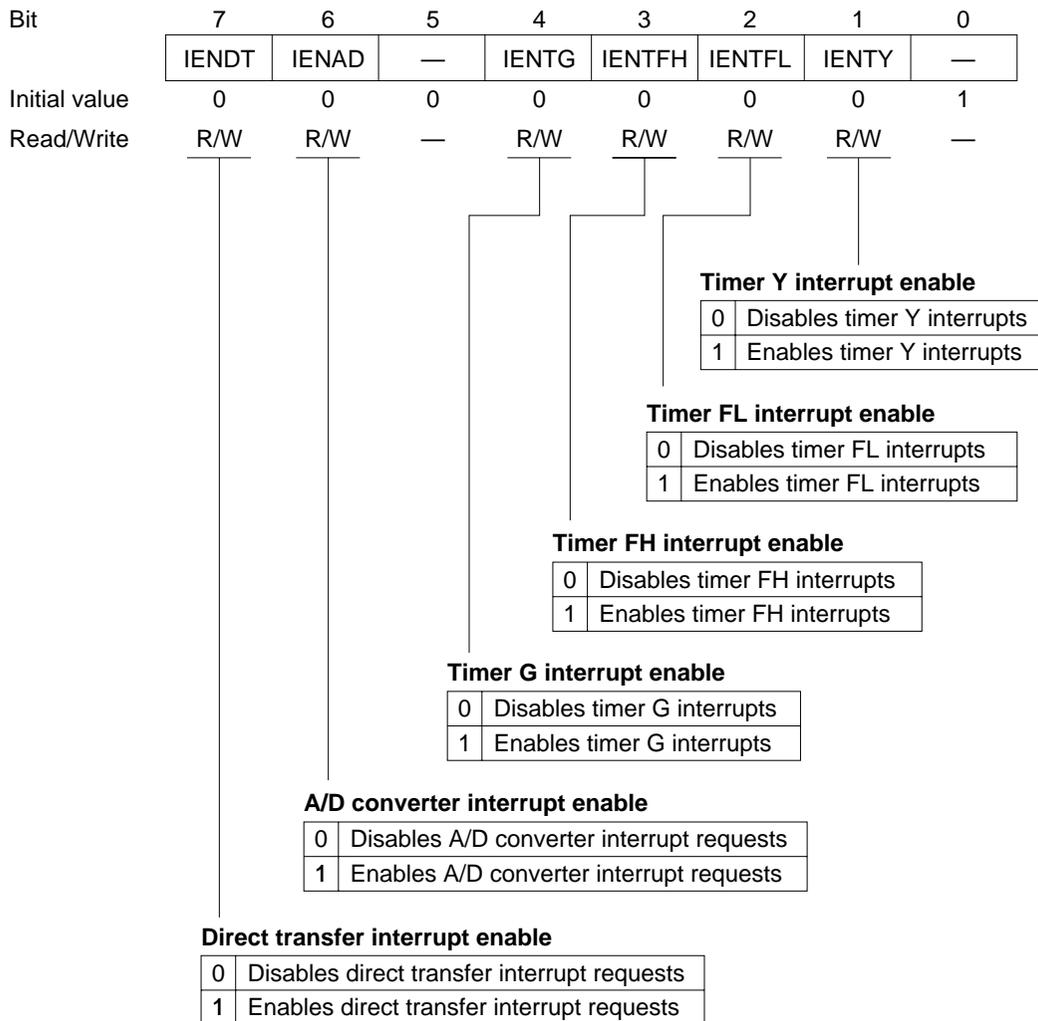 Bit 7 6 5 4 3 2 1 0
IENDT IENAD — IENTG IENTFH IENTFL IENTY —
Initial value 0 0 0 0 0 0 0 1
Read/Write R/W R/W — R/W R/W R/W R/W —
Timer Y interrupt enable
0 Disables timer Y interrupts
1 Enables timer Y interrupts
Timer FL interrupt enable
0 Disables timer FL interrupts
1 Enables timer FL interrupts
Timer FH interrupt enable
0 Disables timer FH interrupts
1 Enables timer FH interrupts
Timer G interrupt enable
0 Disables timer G interrupts
1 Enables timer G interrupts
A/D converter interrupt enable
0 Disables A/D converter interrupt requests
1 Enables A/D converter interrupt requests
Direct transfer interrupt enable
0 Disables direct transfer interrupt requests
1 Enables direct transfer interrupt requests